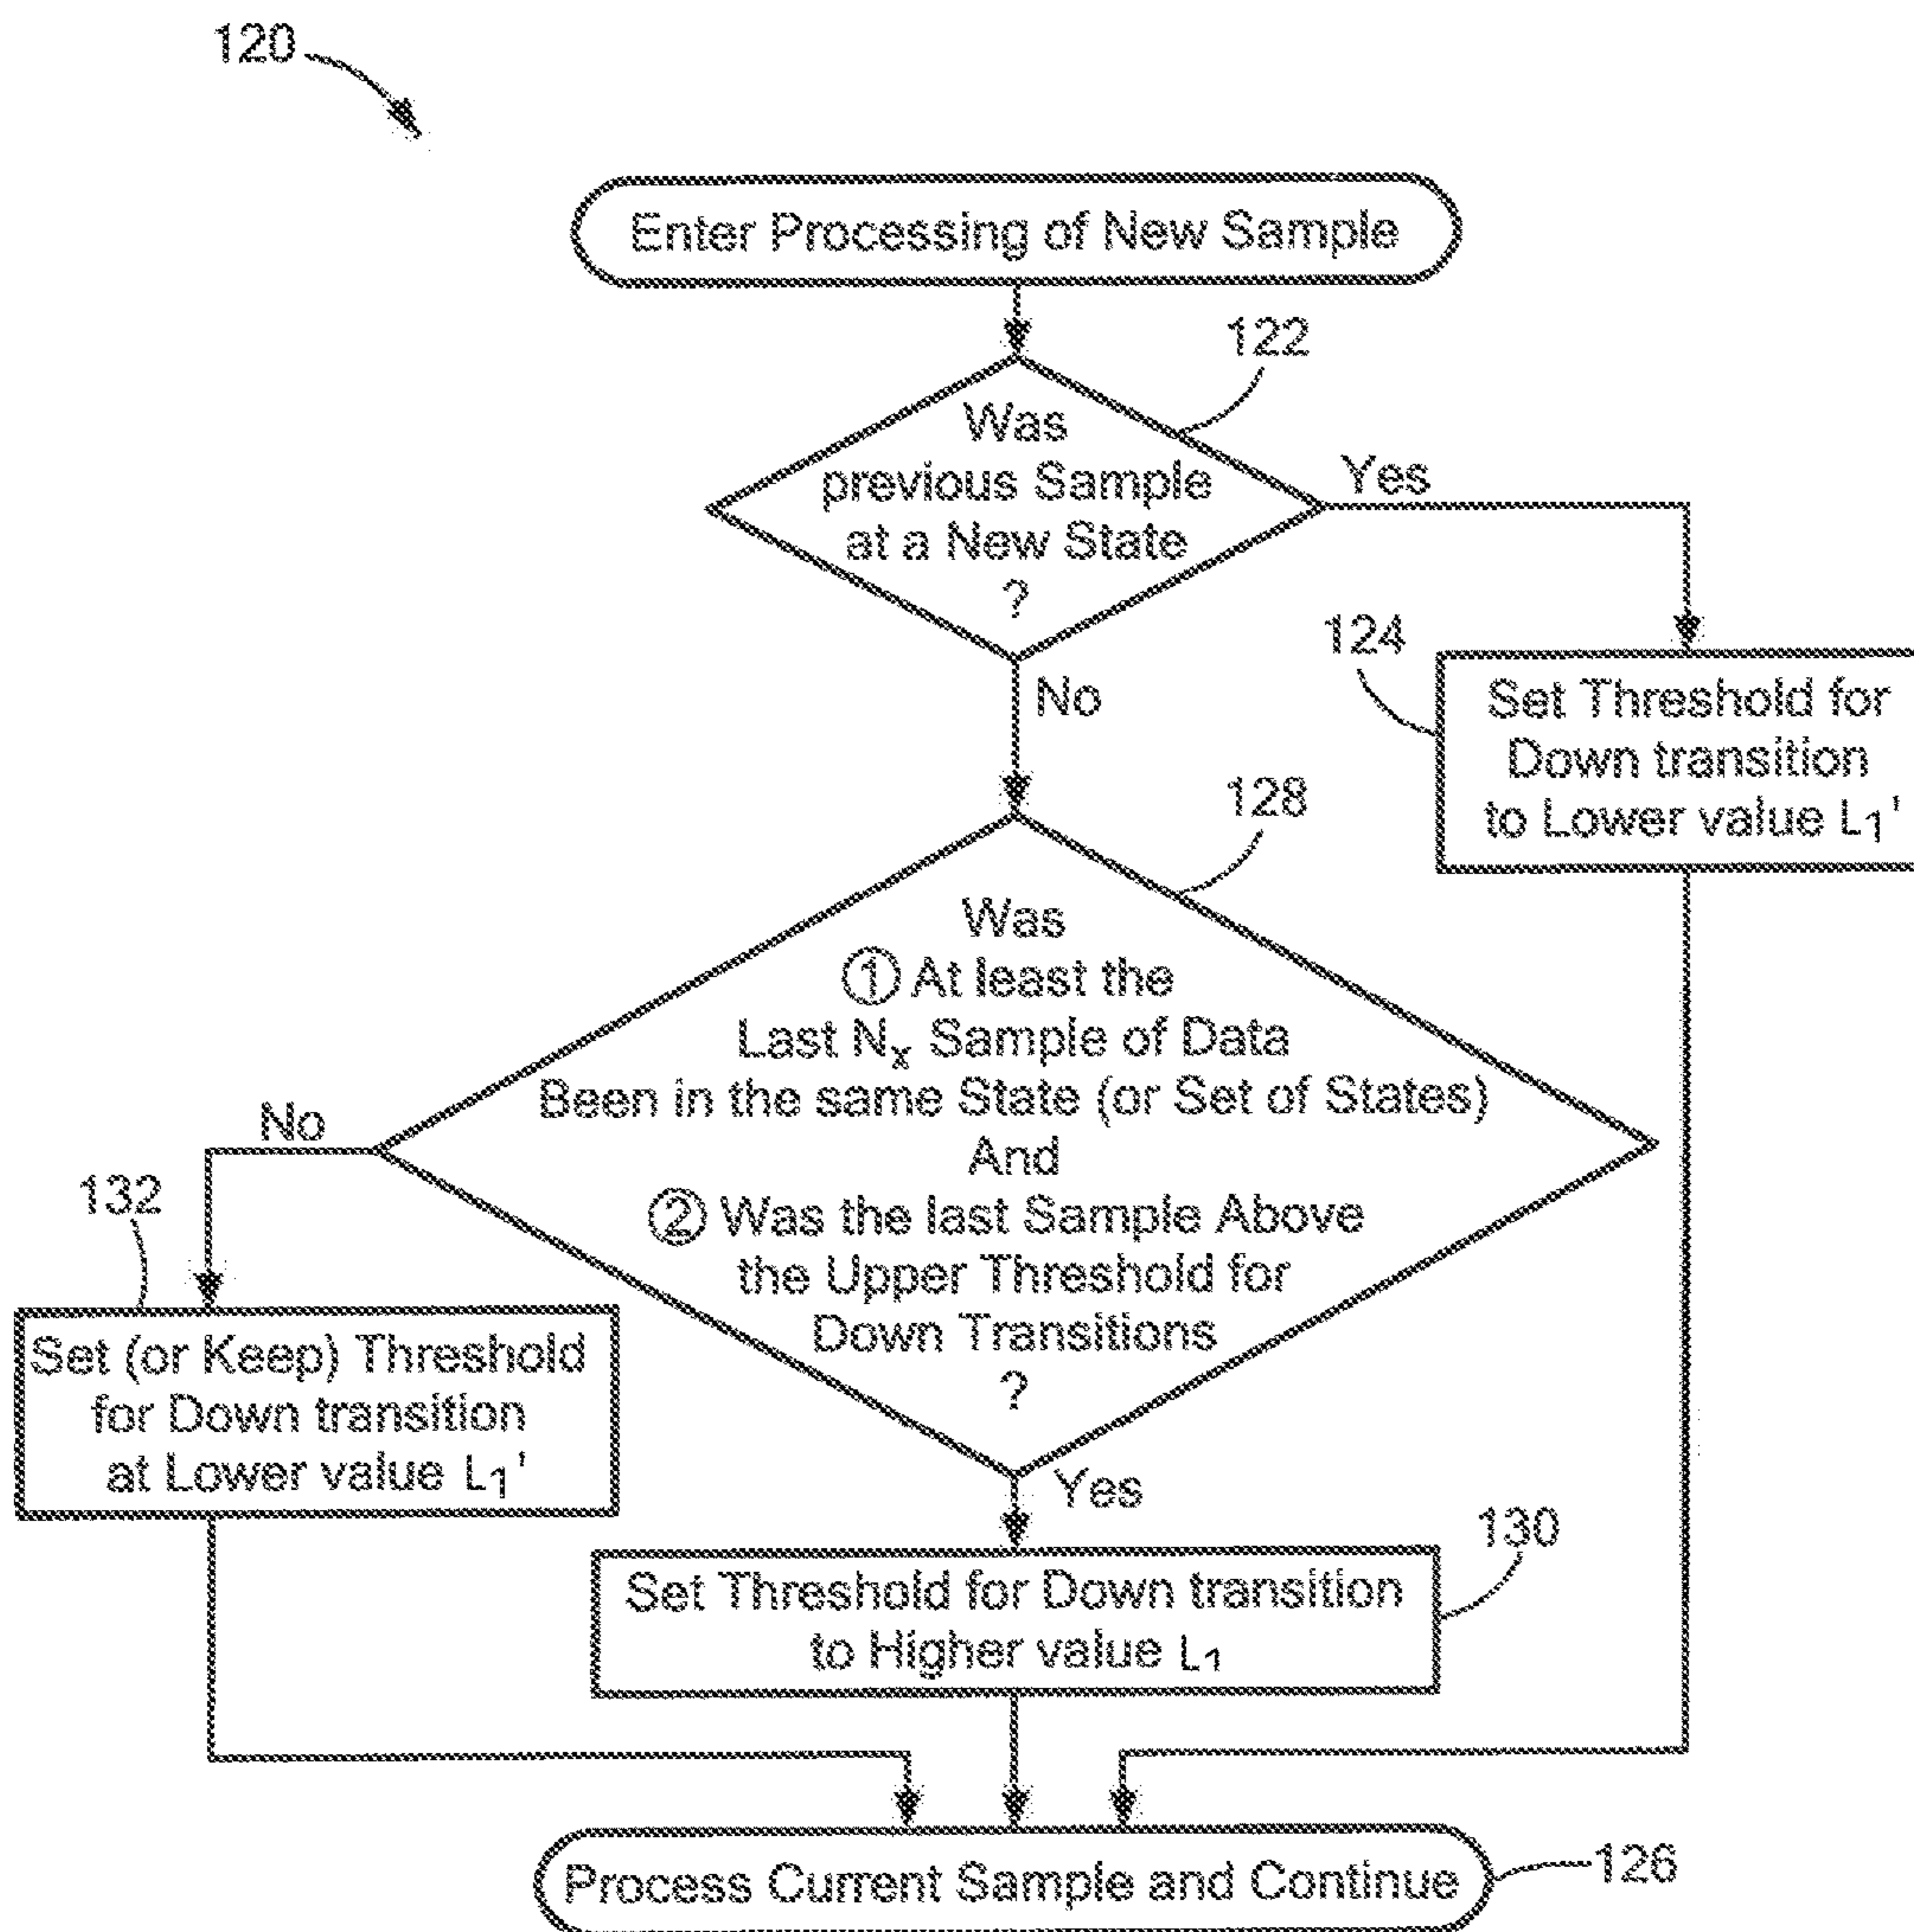 120
Enter Processing of New Sample
122
Was
previous Sample
at a New State
?
Yes
No
124
Set Threshold for
Down transition
to Lower value L₁'
128
Was
① At least the
Last Nₓ Sample of Data
Been in the same State (or Set of States)
And
② Was the last Sample Above
the Upper Threshold for
Down Transitions
?
No
132
Set (or Keep) Threshold
for Down transition
at Lower value L₁'
Yes
130
Set Threshold for Down transition
to Higher value L₁
Process Current Sample and Continue
126